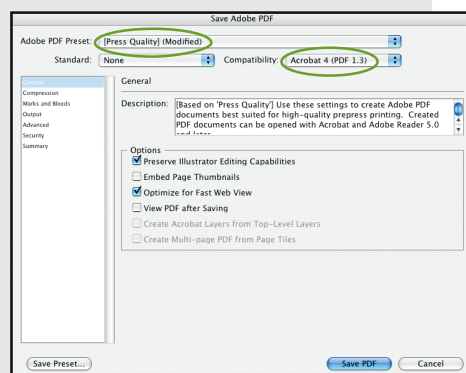 Save Adobe PDF
Adobe PDF Preset: [Press Quality] (Modified)
Standard: None Compatibility: Acrobat 4 (PDF 1.3)
General
Compression
Marks and Bleeds
Output
Advanced
Security
Summary
General
Description: [Based on 'Press Quality'] Use these settings to create Adobe PDF
documents best suited for high-quality prepress printing. Created
PDF documents can be opened with Acrobat and Adobe Reader 5.0
and later.
Options
Preserve Illustrator Editing Capabilities
Embed Page Thumbnails
Optimize for Fast Web View
View PDF after Saving
Create Acrobat Layers from Top-Level Layers
Create Multi-page PDF from Page Tiles
Save Preset... Save PDF Cancel